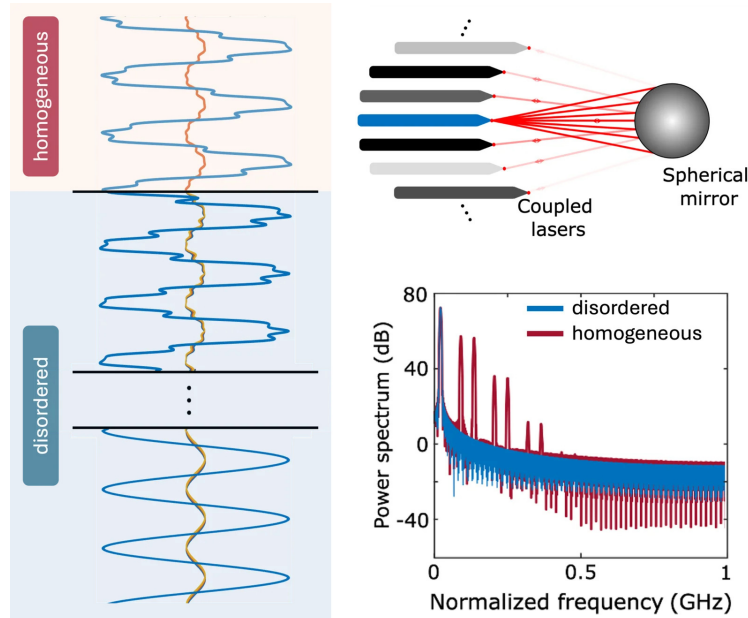 homogeneous
disordered
Coupled
lasers
Spherical
mirror
disordered
homogeneous
Power spectrum (dB)
80
40
0
-40
0
0.5
1
Normalized frequency (GHz)